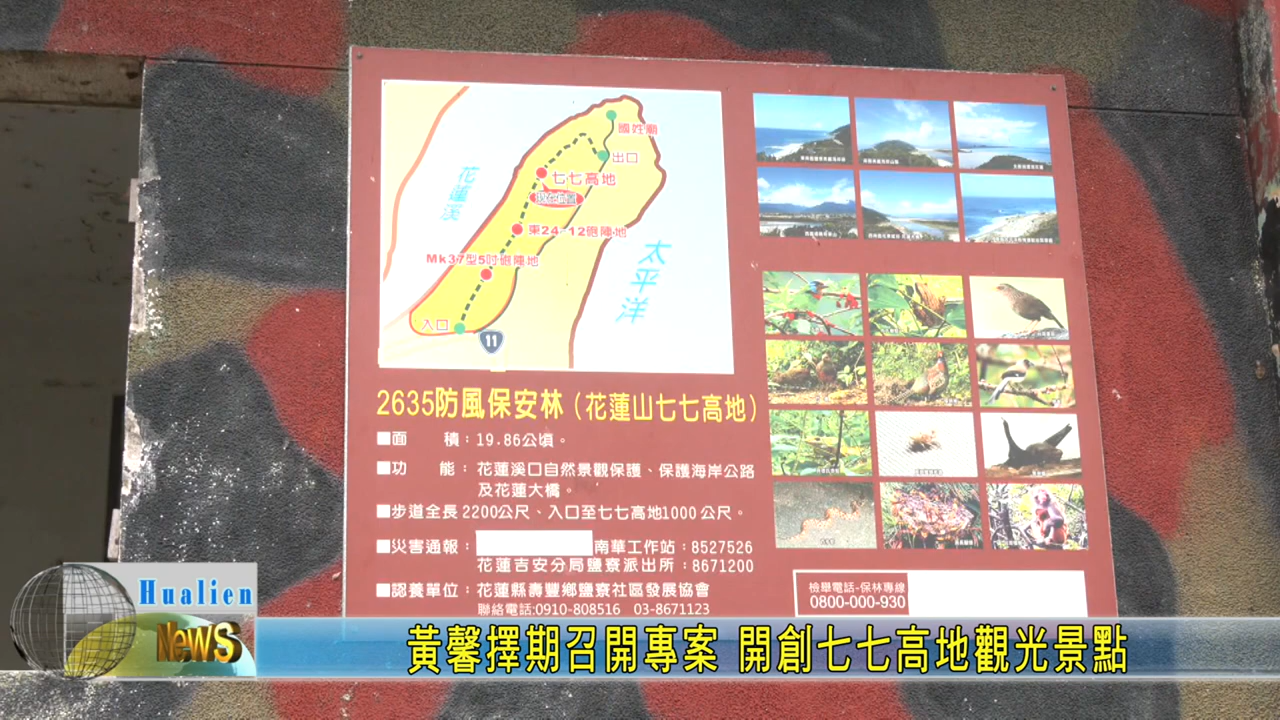 國姓廟
出口
七七高地
現在位置
花蓮溪
東24-12砲陣地
Mk37型5吋砲陣地
太平洋
入口
11
2635防風保安林（花蓮山七七高地）
■面　積：19.86公頃。
■功　能：花蓮溪口自然景觀保護、保護海岸公路
及花蓮大橋。
■步道全長2200公尺、入口至七七高地1000公尺。
■災害通報：南華工作站：8527526
花蓮吉安分局鹽寮派出所：8671200
■認養單位：花蓮縣壽豐鄉鹽寮社區發展協會
聯絡電話:0910-808516 03-8671123
檢舉電話-保林專線
0800-000-930
Hualien
NewS
黃馨擇期召開專案 開創七七高地觀光景點